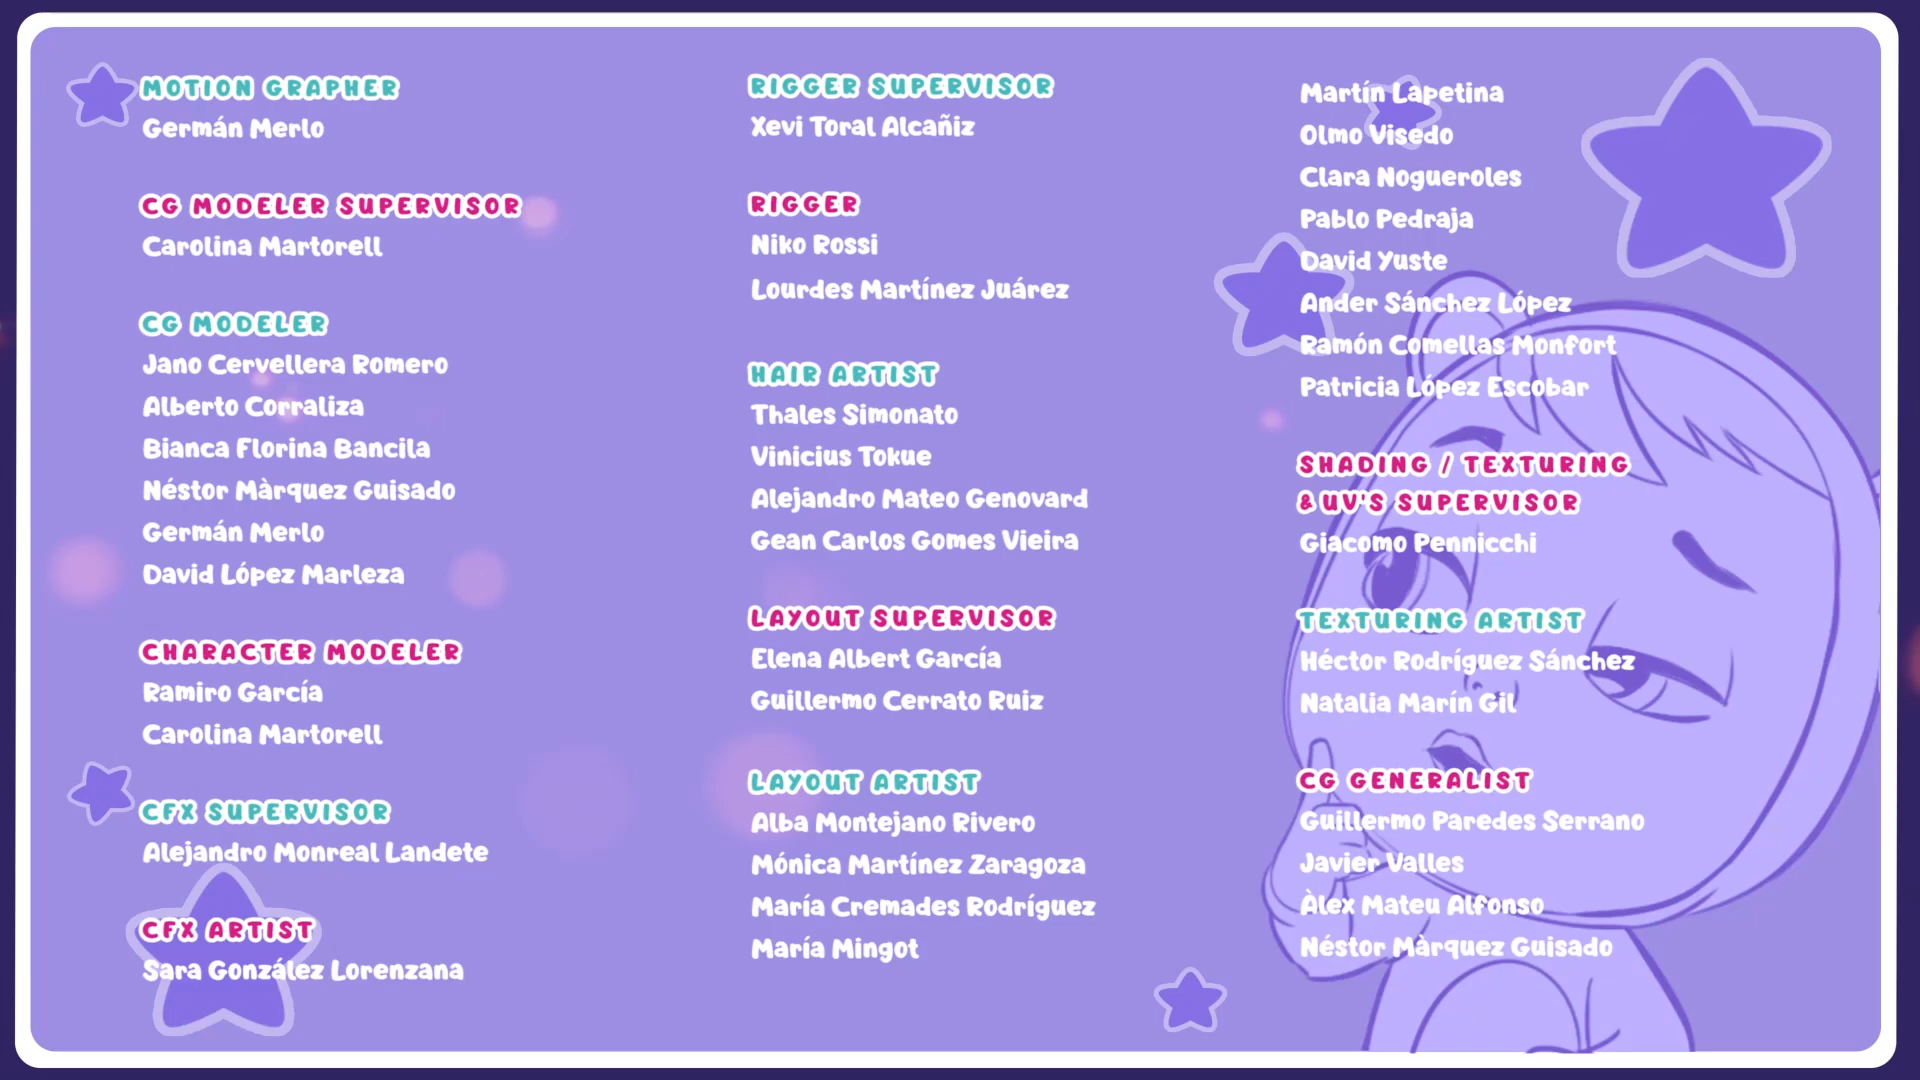 MOTION GRAPHER
Germán Merlo
CG MODELER SUPERVISOR
Carolina Martorell
CG MODELER
Jano Cervellera Romero
Alberto Corraliza
Bianca Florina Bancila
Néstor Màrquez Guisado
Germán Merlo
David López Marleza
CHARACTER MODELER
Ramiro García
Carolina Martorell
CFX SUPERVISOR
Alejandro Monreal Landete
CFX ARTIST
Sara González Lorenzana
RIGGER SUPERVISOR
Xevi Toral Alcañiz
RIGGER
Niko Rossi
Lourdes Martínez Juárez
HAIR ARTIST
Thales Simonato
Vinicius Tokue
Alejandro Mateo Genovard
Gean Carlos Gomes Vieira
LAYOUT SUPERVISOR
Elena Albert García
Guillermo Cerrato Ruiz
LAYOUT ARTIST
Alba Montejano Rivero
Mónica Martínez Zaragoza
María Cremades Rodríguez
María Mingot
Martín Lapetina
Olmo Visedo
Clara Nogueroles
Pablo Pedraja
David Yuste
Ander Sánchez López
Ramón Comellas Monfort
Patricia López Escobar
SHADING / TEXTURING
& UV'S SUPERVISOR
Giacomo Pennicchi
TEXTURING ARTIST
Héctor Rodríguez Sánchez
Natalia Marín Gil
CG GENERALIST
Guillermo Paredes Serrano
Javier Valles
Àlex Mateu Alfonso
Néstor Màrquez Guisado